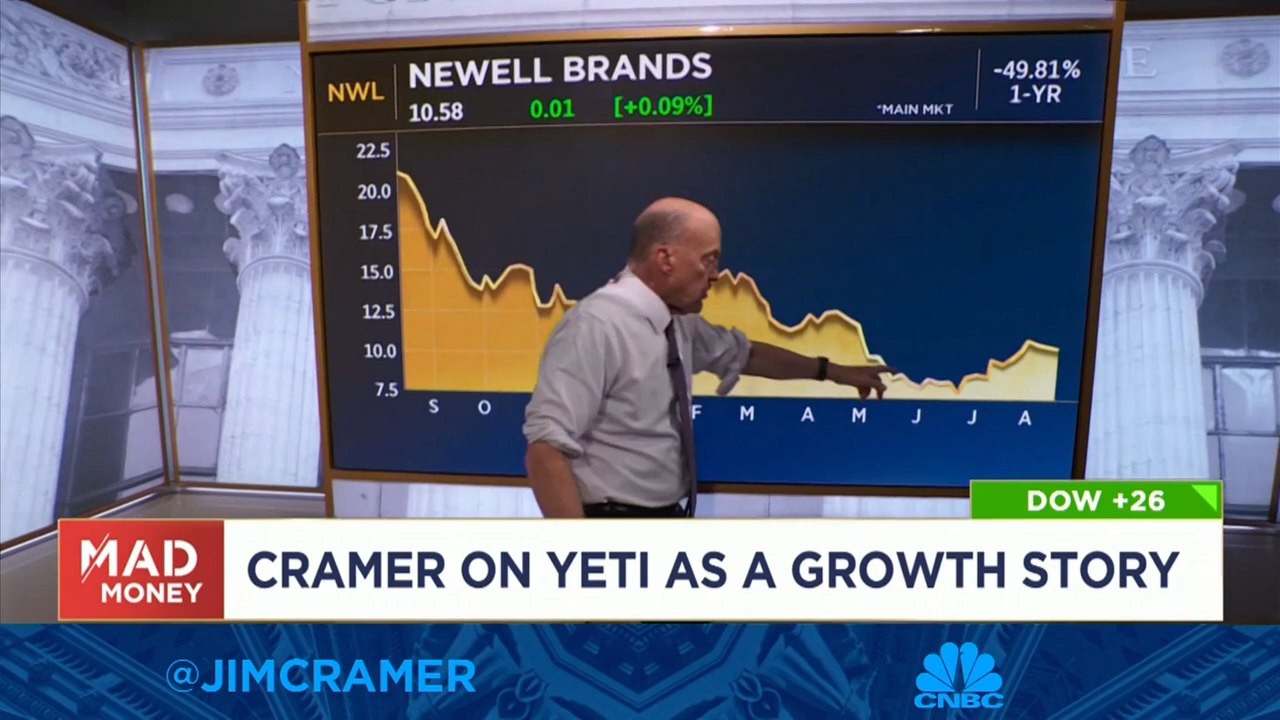 NWL
NEWELL BRANDS
10.58 0.01 [+0.09%]
*MAIN MKT
-49.81%
1-YR
22.5
20.0
17.5
15.0
12.5
10.0
7.5
S O F M A M J J A
E
DOW +26
MAD
MONEY
CRAMER ON YETI AS A GROWTH STORY
@JIMCRAMER
CNBC